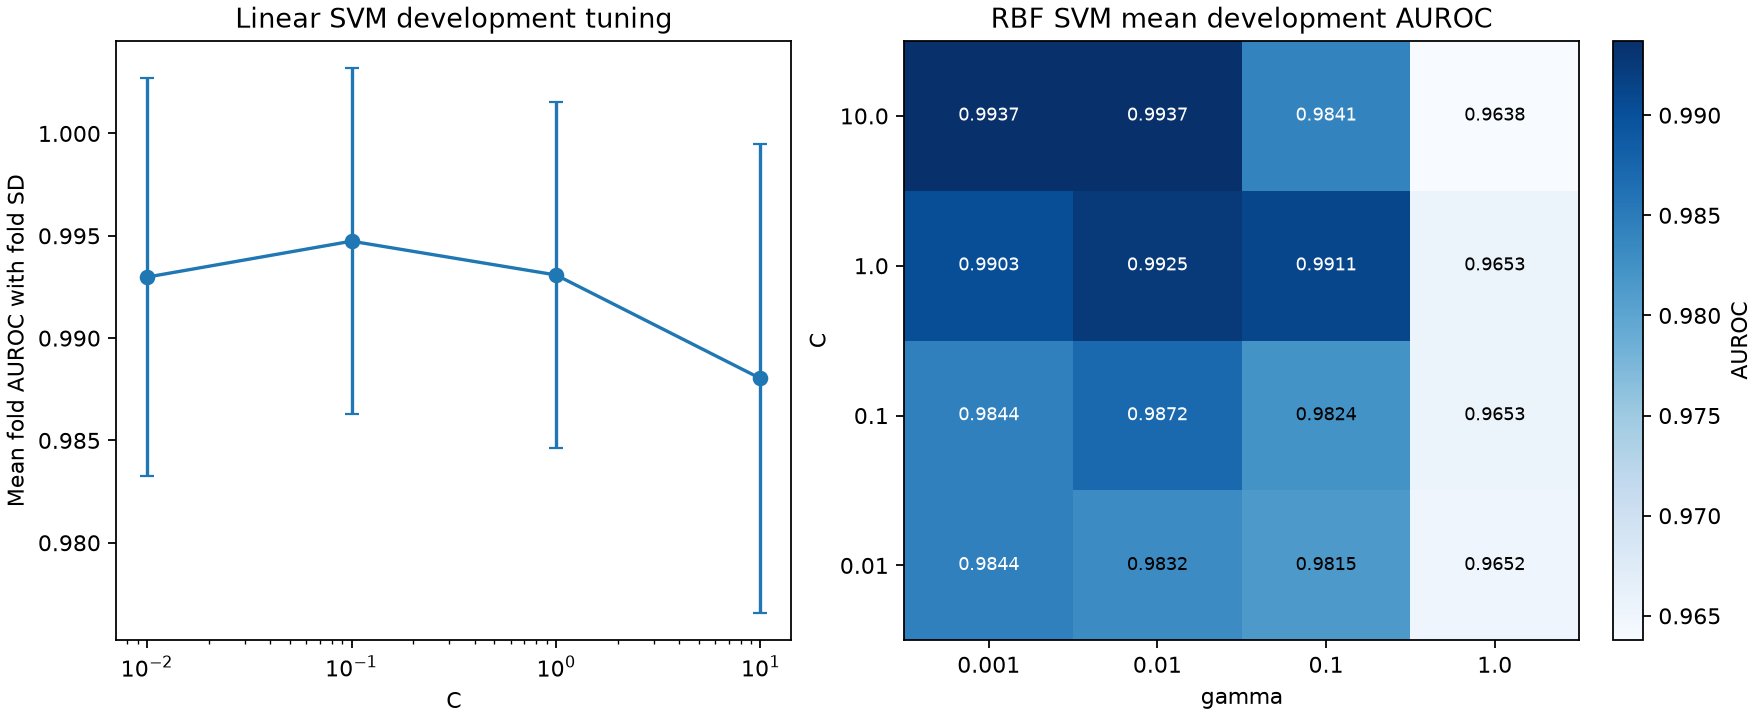 Linear SVM development tuning
Mean fold AUROC with fold SD
1.000
0.995
0.990
0.985
0.980
10⁻²
10⁻¹
10⁰
10¹
C
RBF SVM mean development AUROC
C
10.0
1.0
0.1
0.01
0.9937 0.9937 0.9841 0.9638
0.9903 0.9925 0.9911 0.9653
0.9844 0.9872 0.9824 0.9653
0.9844 0.9832 0.9815 0.9652
0.001
0.01
0.1
1.0
gamma
0.990
0.985
0.980
0.975
0.970
0.965
AUROC